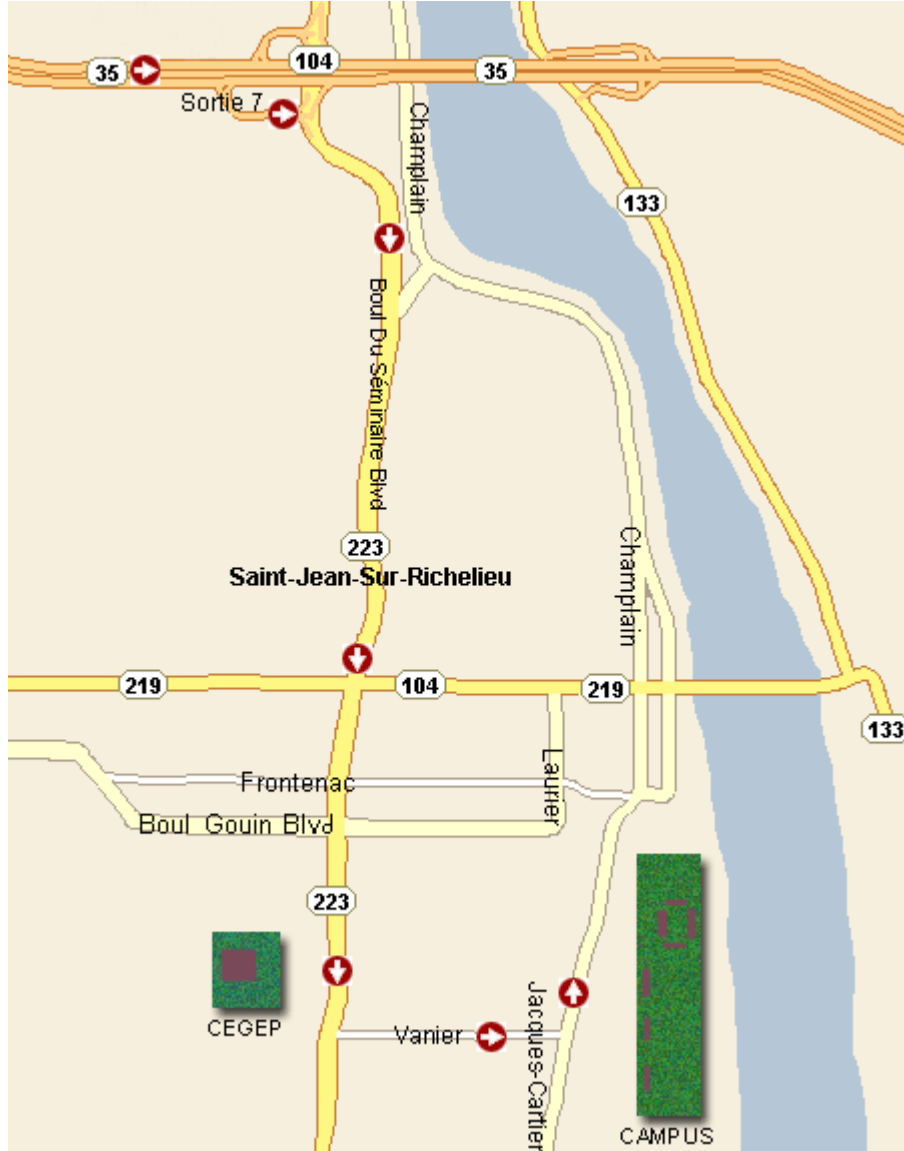 104
35
35
Sortie 7
Champlain
133
Boul Du Séminaire Blvd
223
Saint-Jean-Sur-Richelieu
Champlain
219
104
219
133
Frontenac
Laurier
Boul Gouin Blvd
223
CEGEP
Vanier
Jacques-Cartier
CAMPUS